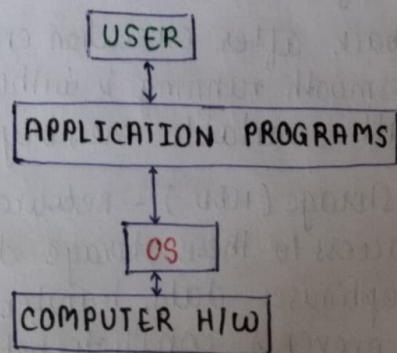 USER
APPLICATION PROGRAMS
OS
COMPUTER H/W